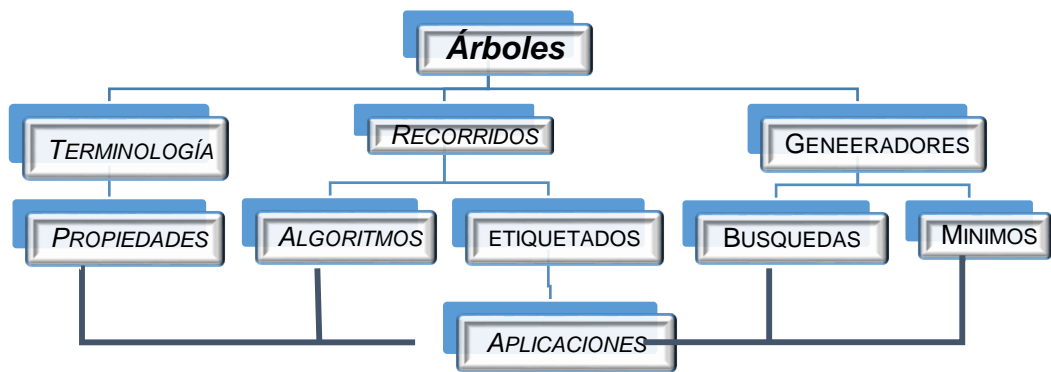 Árboles
TERMINOLOGÍA
RECORRIDOS
GENEERADORES
PROPIEDADES
ALGORITMOS
ETIQUETADOS
BUSQUEDAS
MINIMOS
APLICACIONES